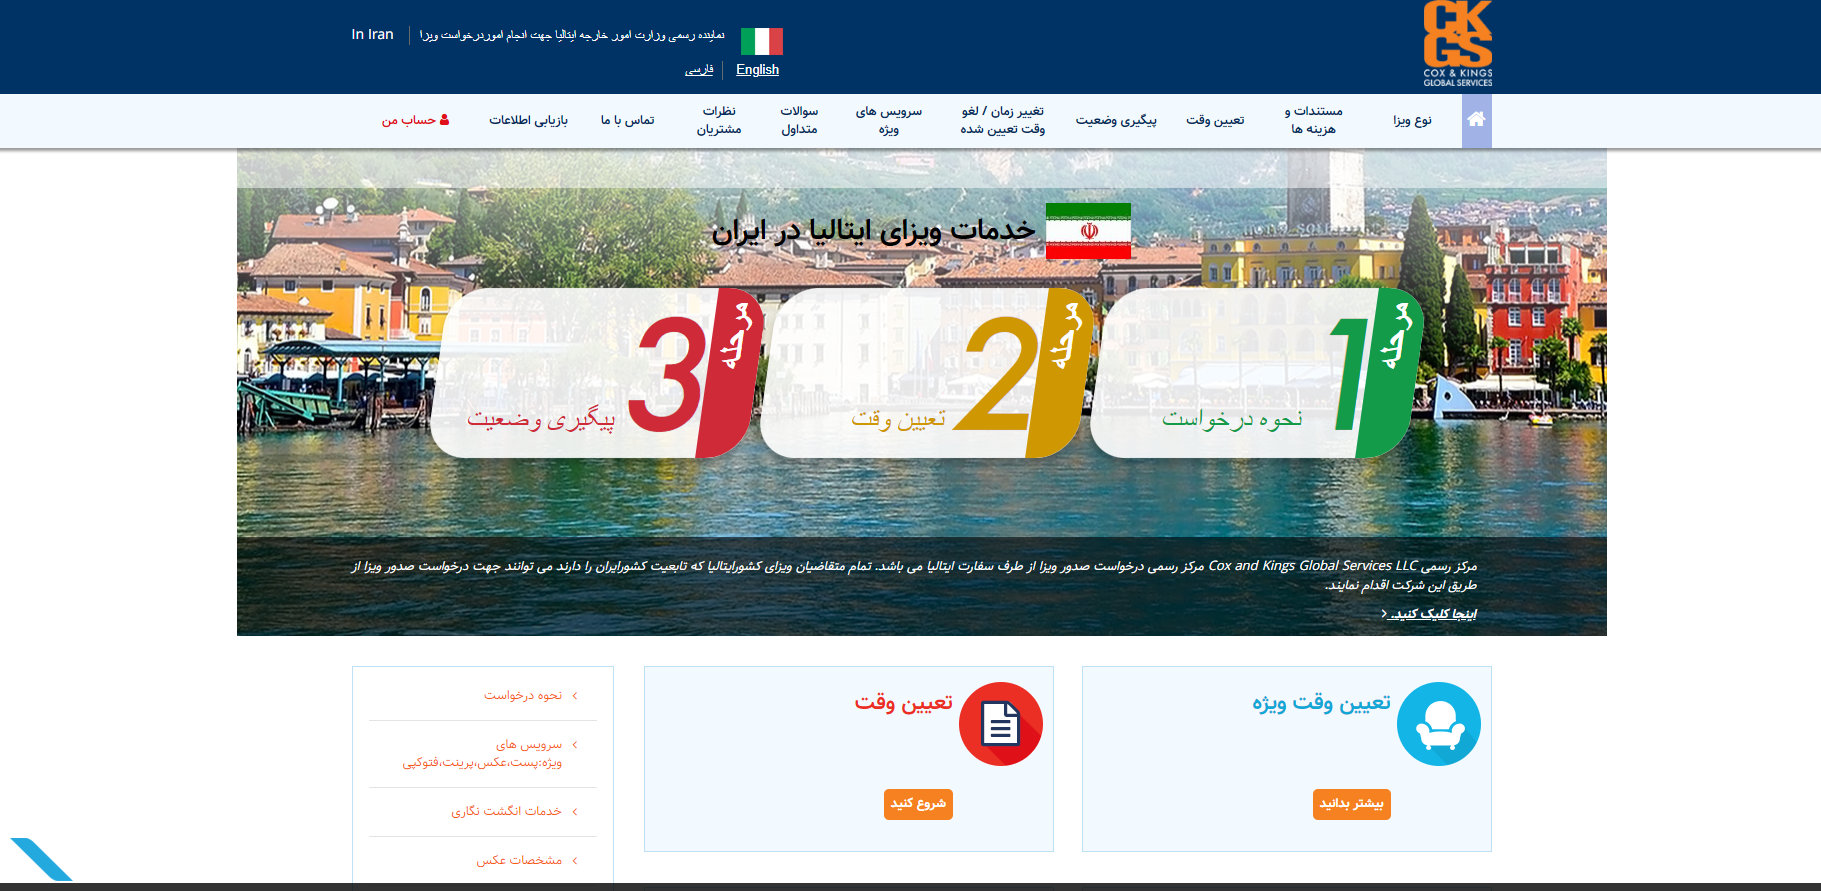 CKGS
COX & KINGS
GLOBAL SERVICES
نماینده رسمی وزارت امور خارجه ایتالیا جهت انجام اموردرخواست ویزا
In Iran
English
فارسی
نوع ویزا
مستندات و
هزینه ها
تعیین وقت
پیگیری وضعیت
تغییر زمان / لغو
وقت تعیین شده
سرویس های
ویژه
سوالات
متداول
نظرات
مشتریان
تماس با ما
بازیابی اطلاعات
حساب من
خدمات ویزای ایتالیا در ایران
مرحله
1
نحوه درخواست
مرحله
2
تعیین وقت
مرحله
3
پیگیری وضعیت
مرکز رسمی Cox and Kings Global Services LLC مرکز رسمی درخواست صدور ویزا از طرف سفارت ایتالیا می باشد. تمام متقاضیان ویزای کشورایتالیا که تابعیت کشورایران را دارند می توانند جهت درخواست صدور ویزا از
طریق این شرکت اقدام نمایند.
اینجا کلیک کنید.
تعیین وقت ویژه
بیشتر بدانید
تعیین وقت
شروع کنید
نحوه درخواست
سرویس های
ویژه:پست،عکس،پرینت،فتوکپی
خدمات انگشت نگاری
مشخصات عکس